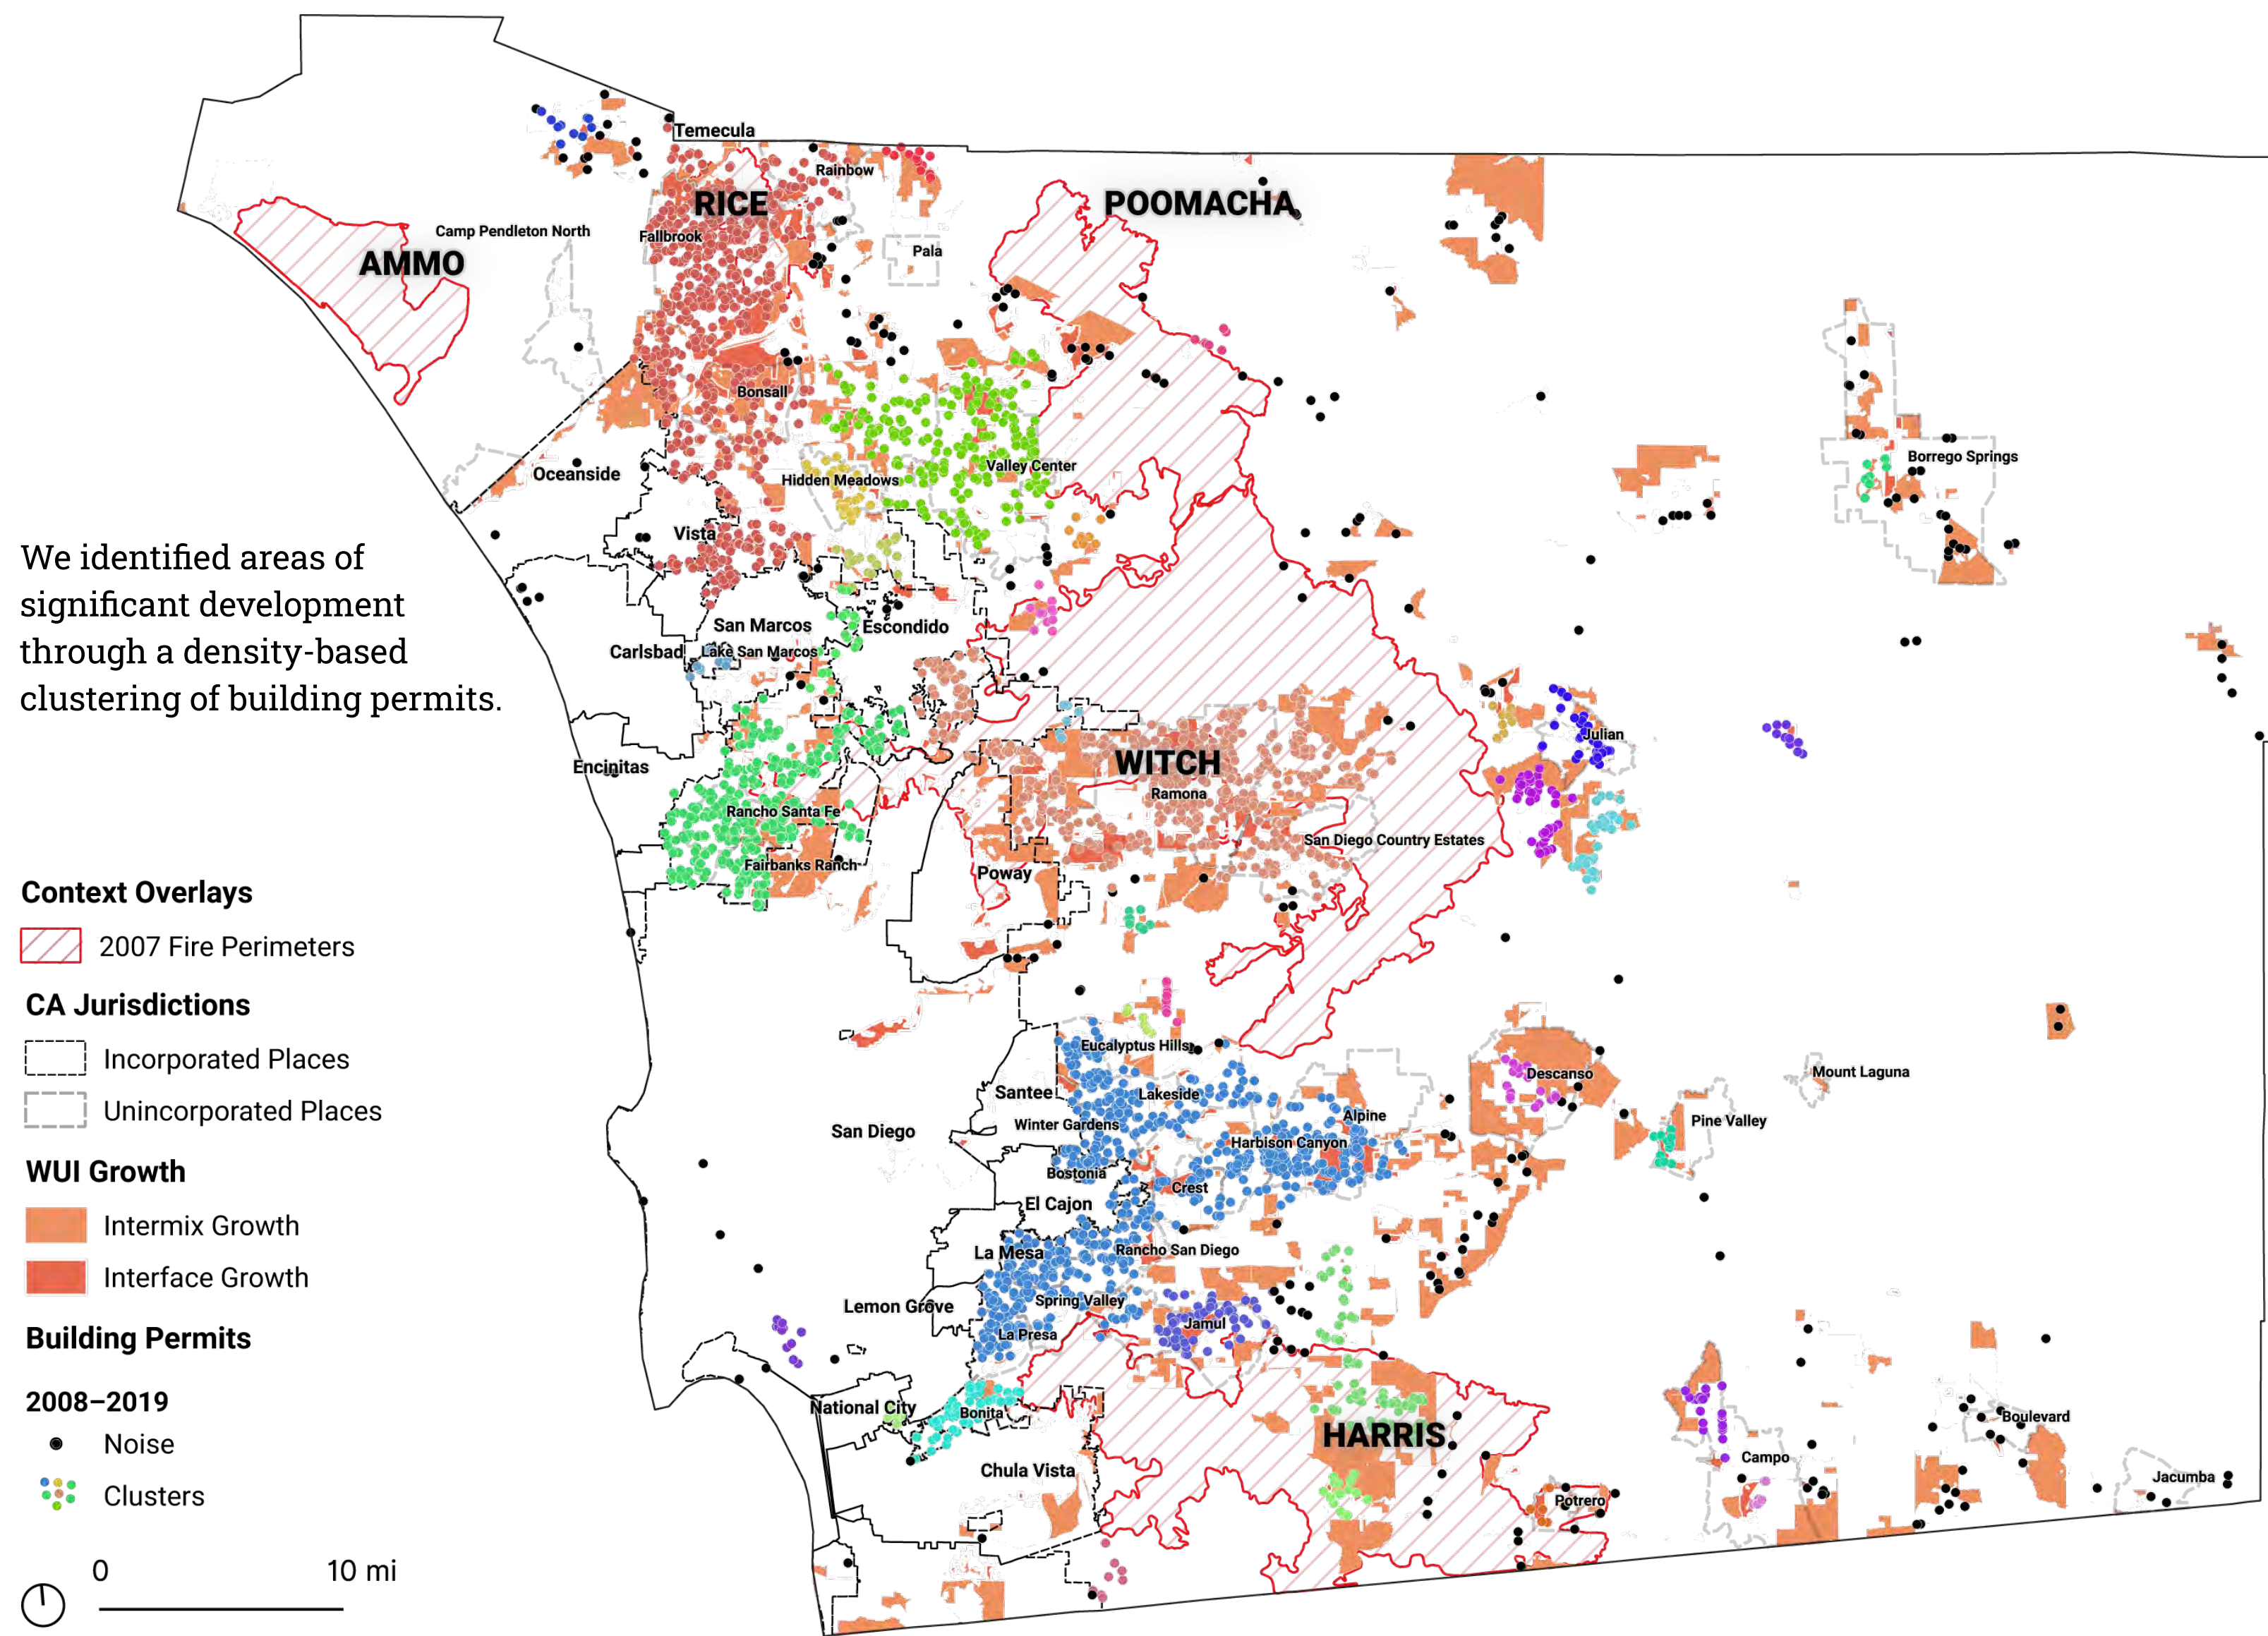 Temecula
Rainbow
RICE
POOMACHA
Camp Pendleton North
Fallbrook
Pala
AMMO
Bonsall
Borrego Springs
Valley Center
Oceanside
Hidden Meadows
Vista
We identified areas of
significant development
through a density-based
clustering of building permits.
San Marcos
Escondido
Carlsbad
Lake San Marcos
Julian
Encinitas
WITCH
Ramona
Rancho Santa Fe
San Diego Country Estates
Fairbanks Ranch
Poway
Context Overlays
2007 Fire Perimeters
CA Jurisdictions
Incorporated Places
Unincorporated Places
Eucalyptus Hills
Descanso
Mount Laguna
Santee
Lakeside
Alpine
Pine Valley
Winter Gardens
San Diego
Harbison Canyon
Bostonia
Crest
El Cajon
WUI Growth
Intermix Growth
Interface Growth
La Mesa
Rancho San Diego
Lemon Grove
Spring Valley
Jamul
La Presa
Building Permits
2008–2019
Noise
Clusters
National City
Bonita
HARRIS
Boulevard
Campo
Chula Vista
Jacumba
Potrero
0 10 mi